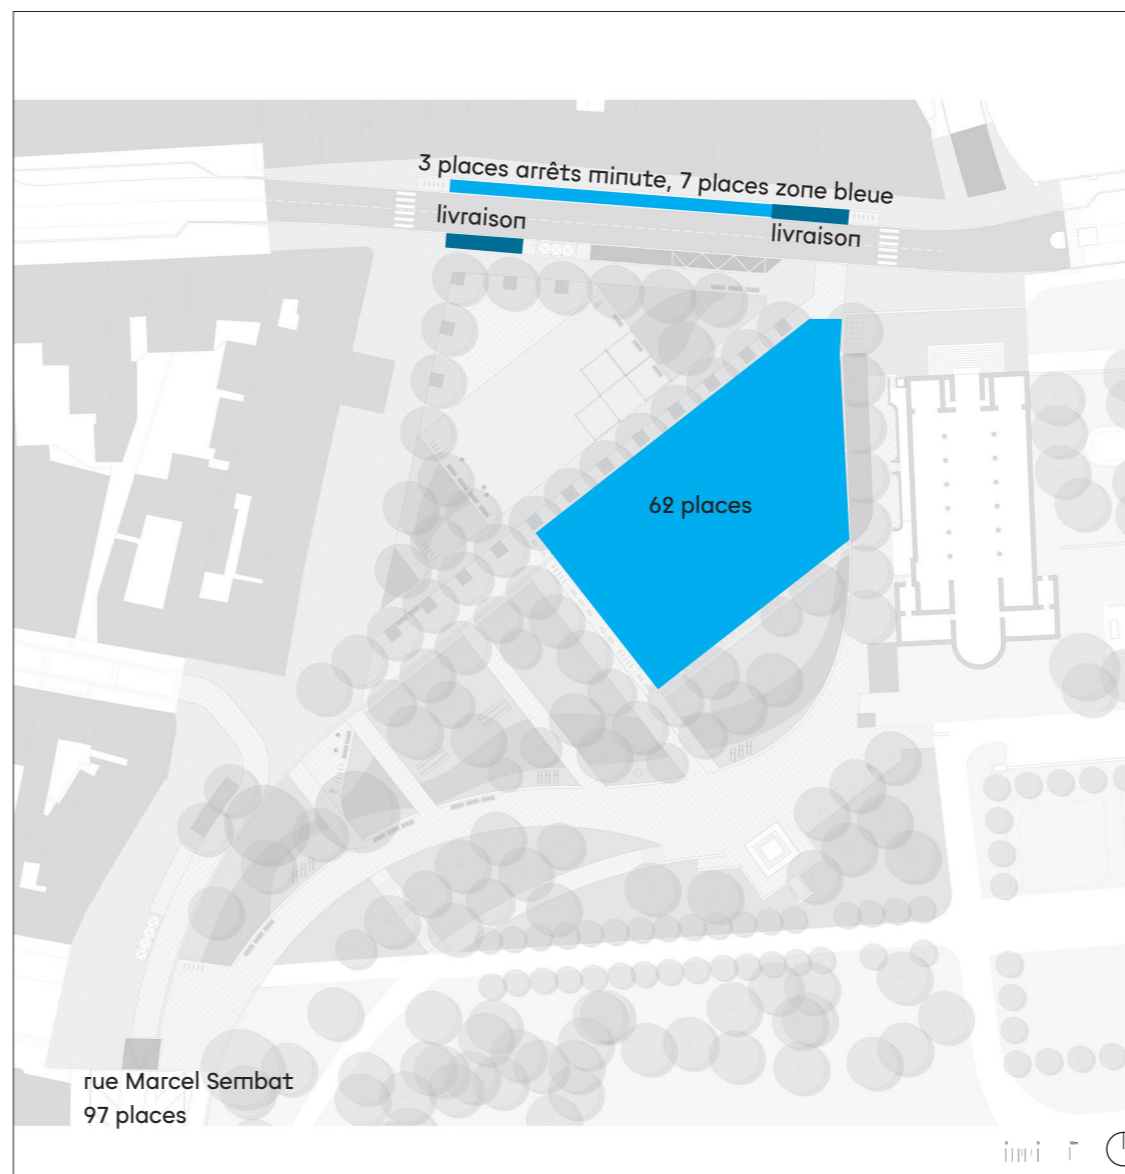 3 places arrêts minute, 7 places zone bleue
livraison
livraison
62 places
rue Marcel Sembat
97 places